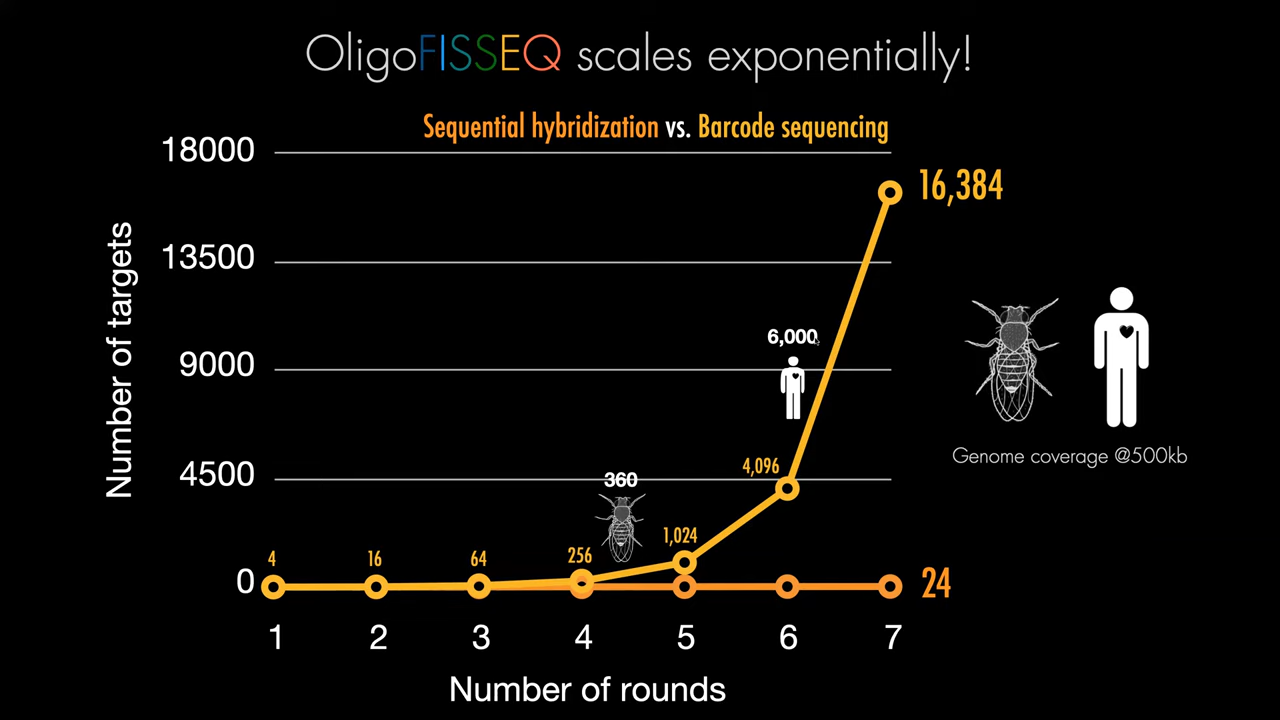 OligoFISSEQ scales exponentially!
Sequential hybridization vs. Barcode sequencing
18000
16,384
13500
Number of targets
6,000
9000
Genome coverage @500kb
4,096
4500
360
1,024
4
16
64
256
0
24
1 2 3 4 5 6 7
Number of rounds